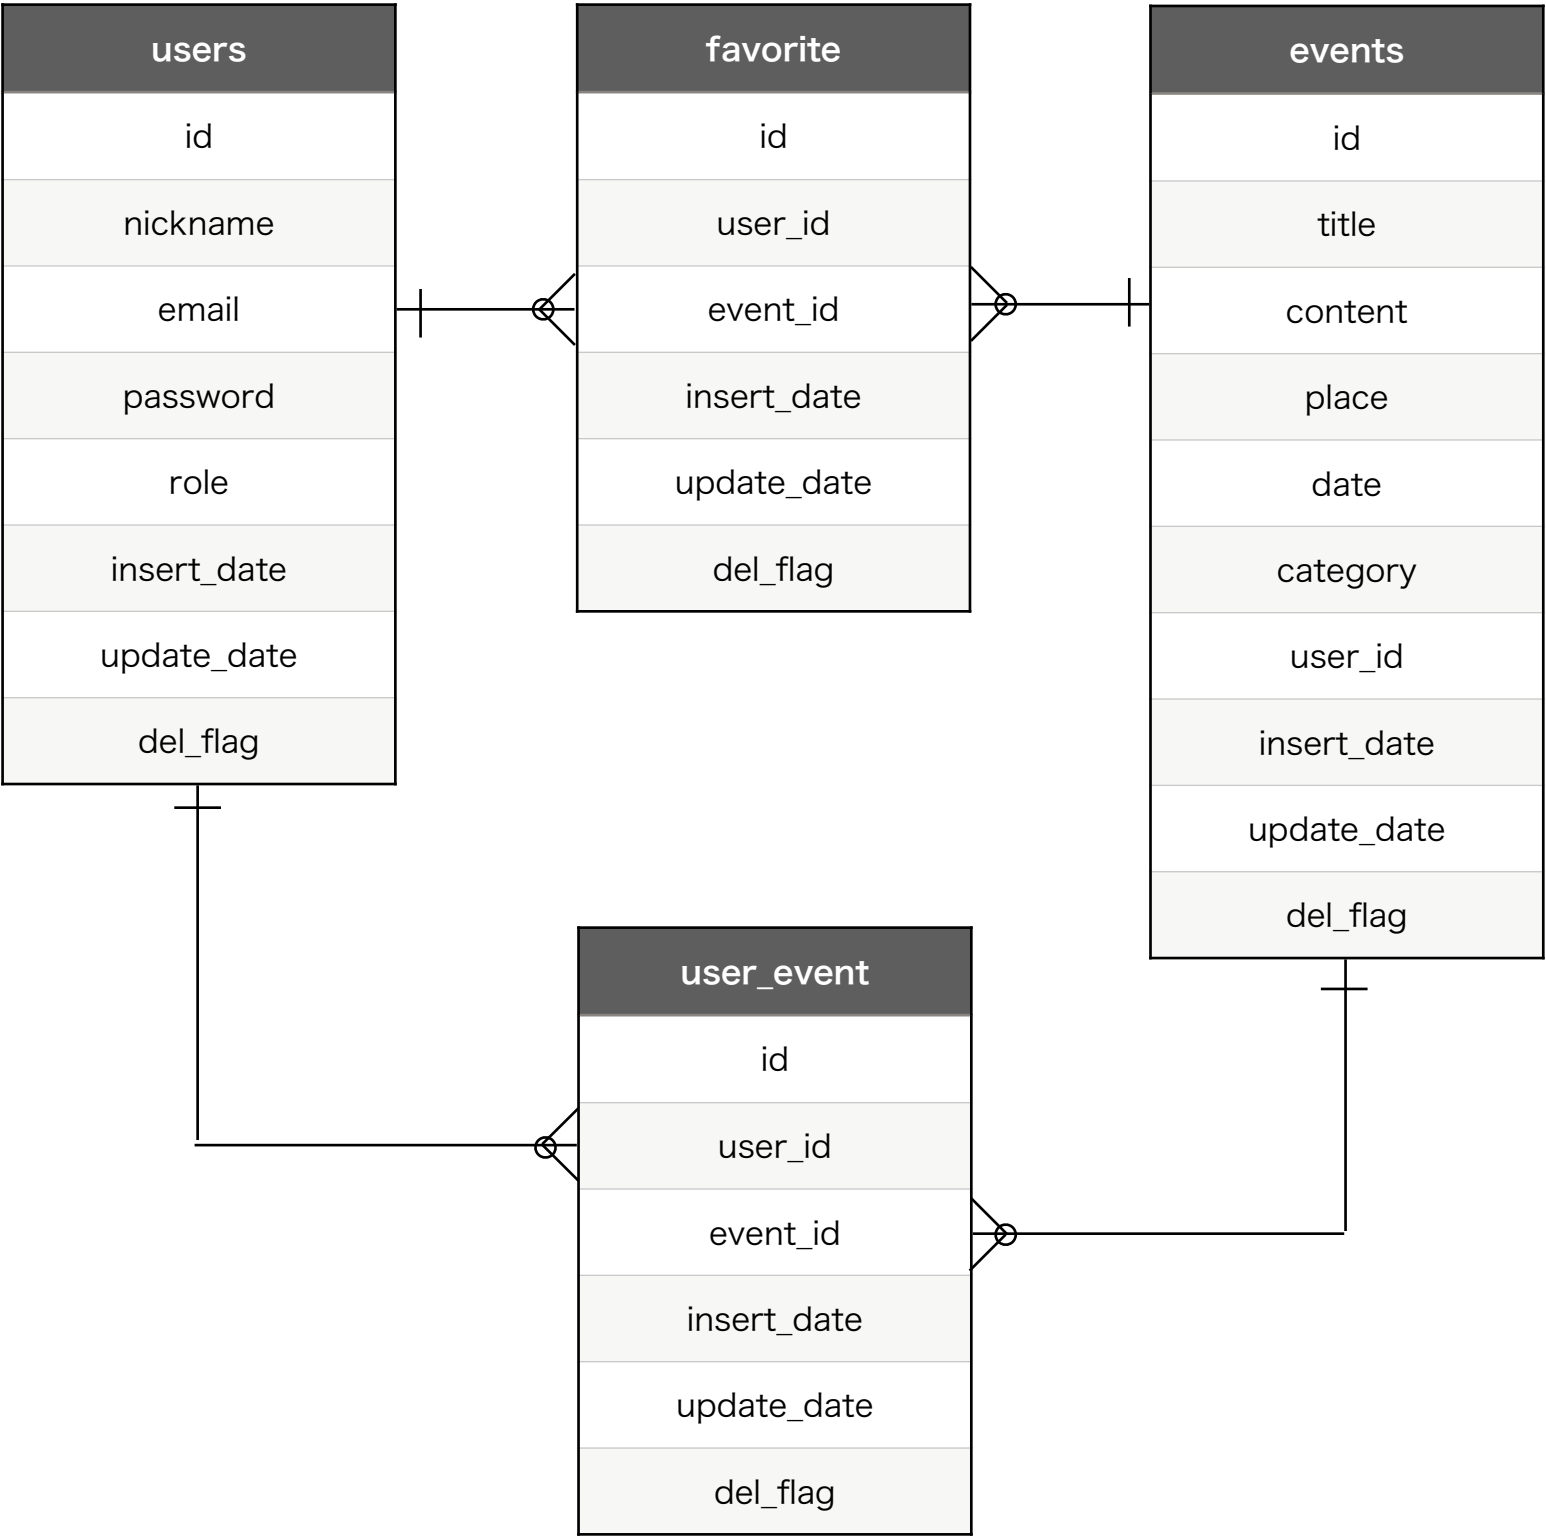 users
id
nickname
email
password
role
insert_date
update_date
del_flag
favorite
id
user_id
event_id
insert_date
update_date
del_flag
events
id
title
content
place
date
category
user_id
insert_date
update_date
del_flag
user_event
id
user_id
event_id
insert_date
update_date
del_flag